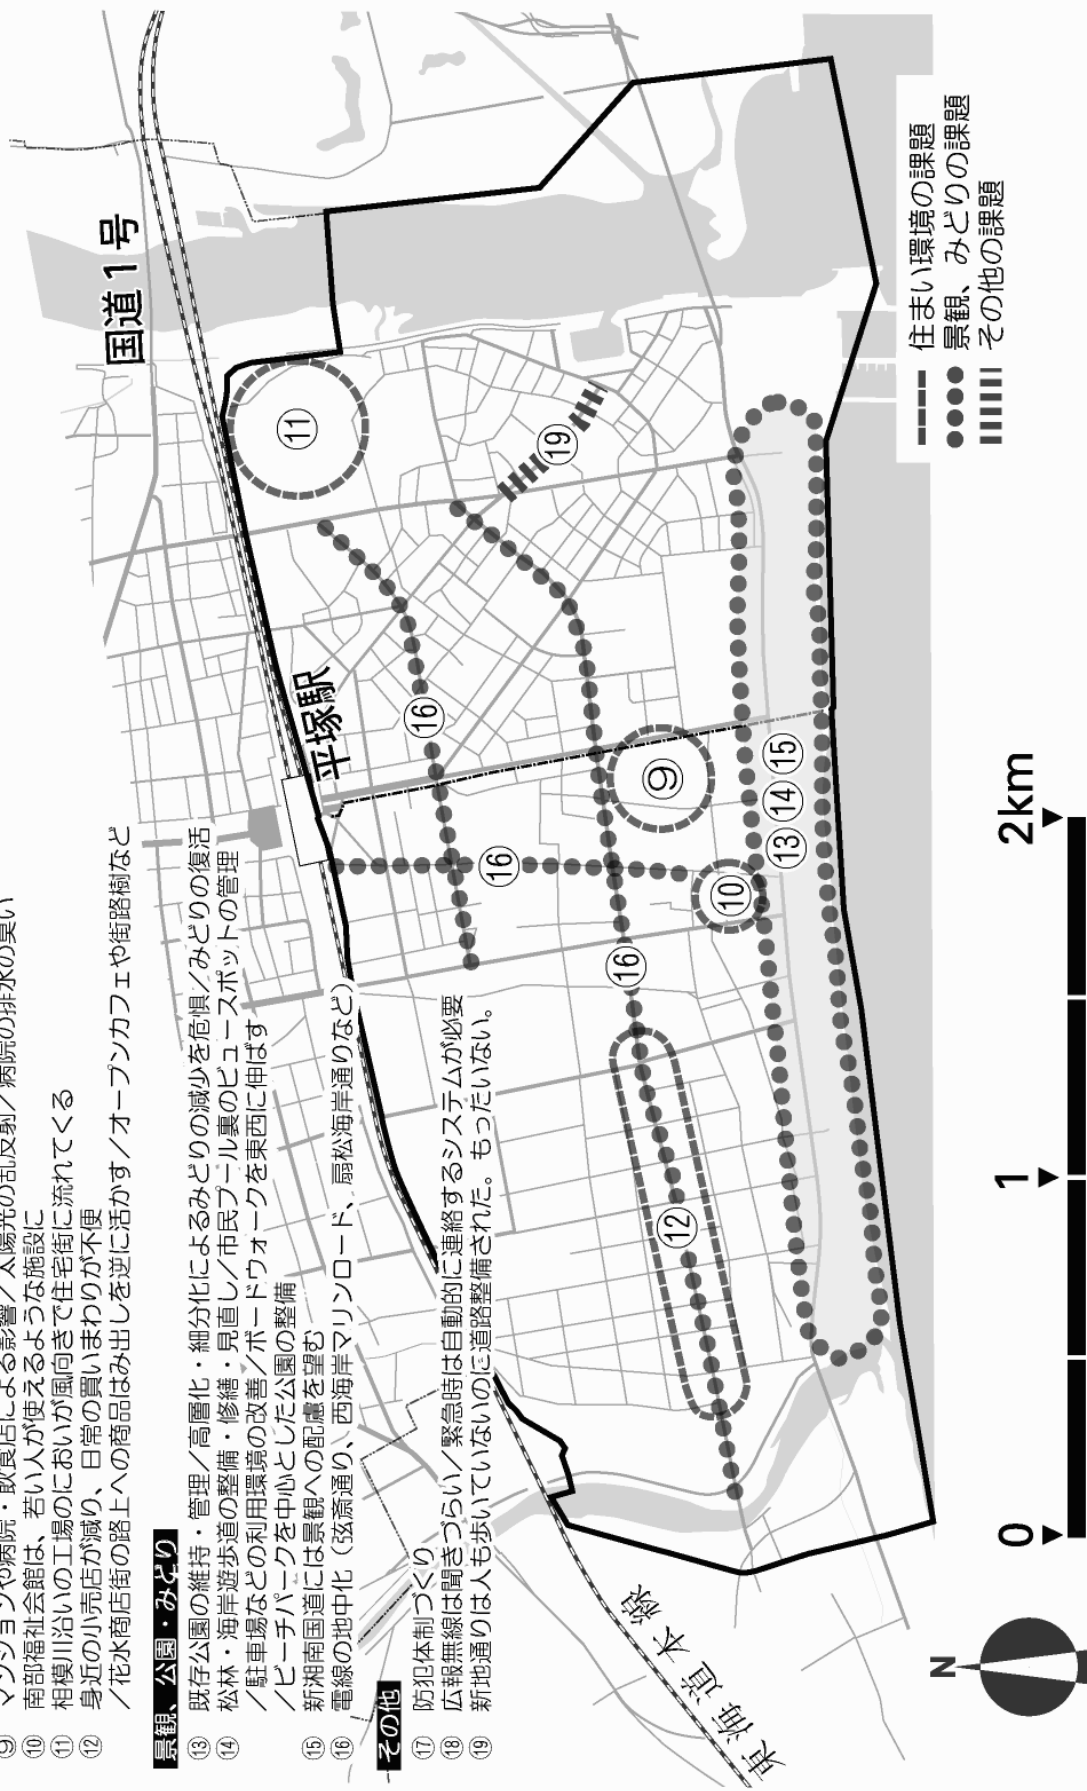 ⑨ マンションや病院・飲食店による影響／太陽光の乱反射／病院の排水の臭い
⑩ 南部福祉会館は、若い人が使えるような施設に
⑪ 相模川沿いの工場のにおいが風向きで住宅街に流れてくる
⑫ 身近の小売店が減り、日常の買いまわりが不便
／花水商店街の路上への商品はみ出しを逆に活かす／オープンカフェや街路樹など
景観、公園・みどり
⑬ 既存公園の維持・管理／高層化・細分化によるみどりの減少を危惧／みどりの復活
⑭ 松林・海岸遊歩道の整備・修繕・見直し／市民プール裏のビュースポットの管理
／駐車場などの利用環境の改善／ボードウォークを東西に伸ばす
／ビーチパークを中心とした公園の整備
⑮ 新湘南国道には景観への配慮を望む
⑯ 電線の地中化（弦斎通り、西海岸マリンロード、扇松海岸通りなど）
その他
⑰ 防犯体制づくり
⑱ 広報無線は聞きづらい／緊急時は自動的に連絡するシステムが必要
⑲ 新地通りは人も歩いていないのに道路整備された。もったいない。
国道１号
平塚駅
東海道本線
⑪
⑲
⑯
⑯
⑨
⑩
⑯
⑬ ⑭ ⑮
⑫
住まい環境の課題
景観、みどりの課題
その他の課題
N
0
1
2km